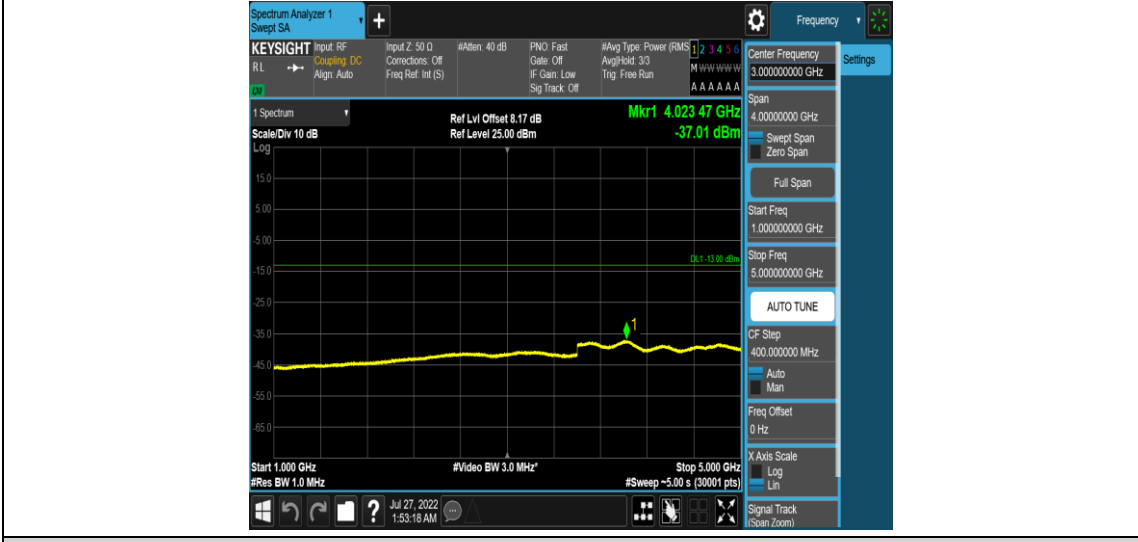 Spectrum Analyzer 1
Swept SA
Frequency
KEYSIGHT
RL
Input: RF
Coupling: DC
Align: Auto
Input Z: 50 Ω
Corrections: Off
Freq Ref: Int (S)
#Atten: 40 dB
PNO: Fast
Gate: Off
IF Gain: Low
Sig Track: Off
#Avg Type: Power (RMS
Avg|Hold: 3/3
Trig: Free Run
1 2 3 4 5 6
M W W W W W
A A A A A A
1 Spectrum
Scale/Div 10 dB
Log
Ref Lvl Offset 8.17 dB
Ref Level 25.00 dBm
Mkr1 4.023 47 GHz
-37.01 dBm
15.0
5.00
-5.00
-15.0
-25.0
-35.0
-45.0
-55.0
-65.0
DL1 -13.00 dBm
1
Start 1.000 GHz
#Res BW 1.0 MHz
#Video BW 3.0 MHz*
Stop 5.000 GHz
#Sweep ~5.00 s (30001 pts)
?
Jul 27, 2022
1:53:18 AM
Center Frequency
3.000000000 GHz
Settings
Span
4.00000000 GHz
Swept Span
Zero Span
Full Span
Start Freq
1.000000000 GHz
Stop Freq
5.000000000 GHz
AUTO TUNE
CF Step
400.000000 MHz
Auto
Man
Freq Offset
0 Hz
X Axis Scale
Log
Lin
Signal Track
(Span Zoom)